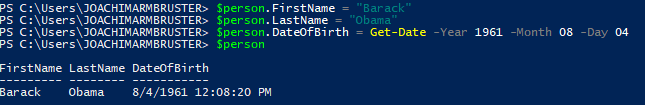 PS C:\Users\JOACHIMARMBRUSTER> $person.FirstName = "Barack"
PS C:\Users\JOACHIMARMBRUSTER> $person.LastName = "Obama"
PS C:\Users\JOACHIMARMBRUSTER> $person.DateOfBirth = Get-Date -Year 1961 -Month 08 -Day 04
PS C:\Users\JOACHIMARMBRUSTER> $person
FirstName LastName DateOfBirth
--------- -------- -----------
Barack    Obama    8/4/1961 12:08:20 PM